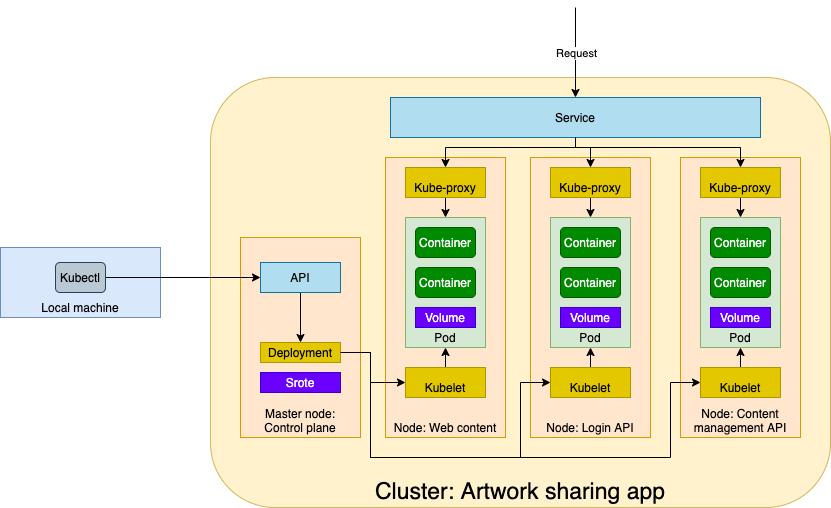 Request
Service
Kube-proxy
Kube-proxy
Kube-proxy
Container
Container
Container
Kubectl
API
Container
Container
Container
Local machine
Volume
Volume
Volume
Pod
Pod
Pod
Deployment
Srote
Kubelet
Kubelet
Kubelet
Master node:
Control plane
Node: Web content
Node: Login API
Node: Content
management API
Cluster: Artwork sharing app